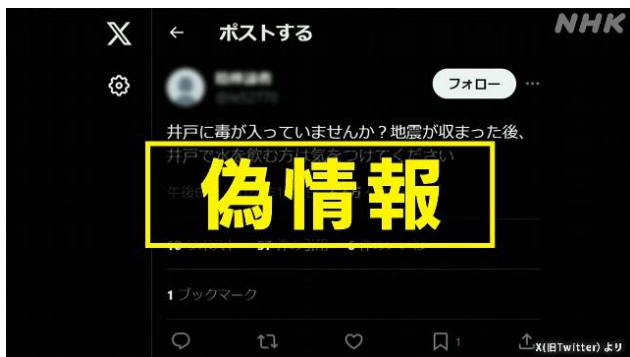 NHK
X
← ポストする
フォロー
井戸に毒が入っていませんか？地震が収まった後、
井戸で水を飲む方は気をつけてください
偽情報
1 ブックマーク
1
X(旧Twitter) より